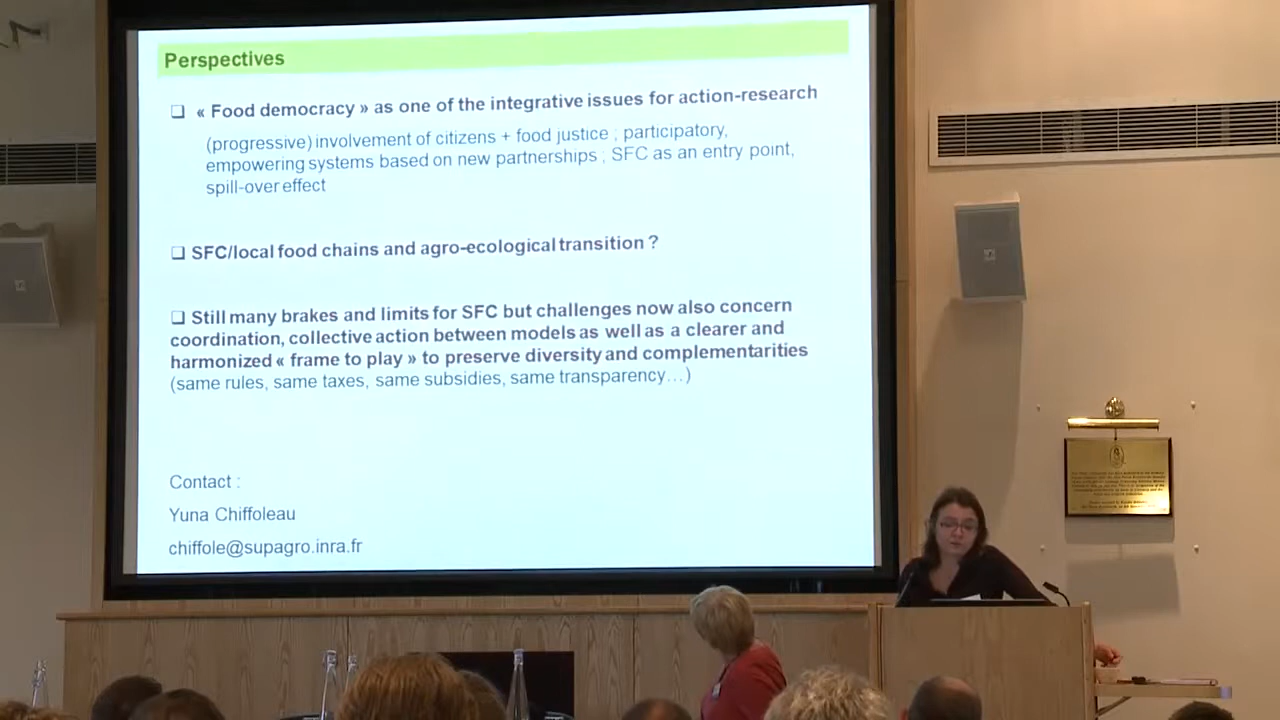 Perspectives
❑ « Food democracy » as one of the integrative issues for action-research
(progressive) involvement of citizens + food justice ; participatory,
empowering systems based on new partnerships ; SFC as an entry point,
spill-over effect
❑ SFC/local food chains and agro-ecological transition ?
❑ Still many brakes and limits for SFC but challenges now also concern
coordination, collective action between models as well as a clearer and
harmonized « frame to play » to preserve diversity and complementarities
(same rules, same taxes, same subsidies, same transparency…)
Contact :
Yuna Chiffoleau
chiffole@supagro.inra.fr